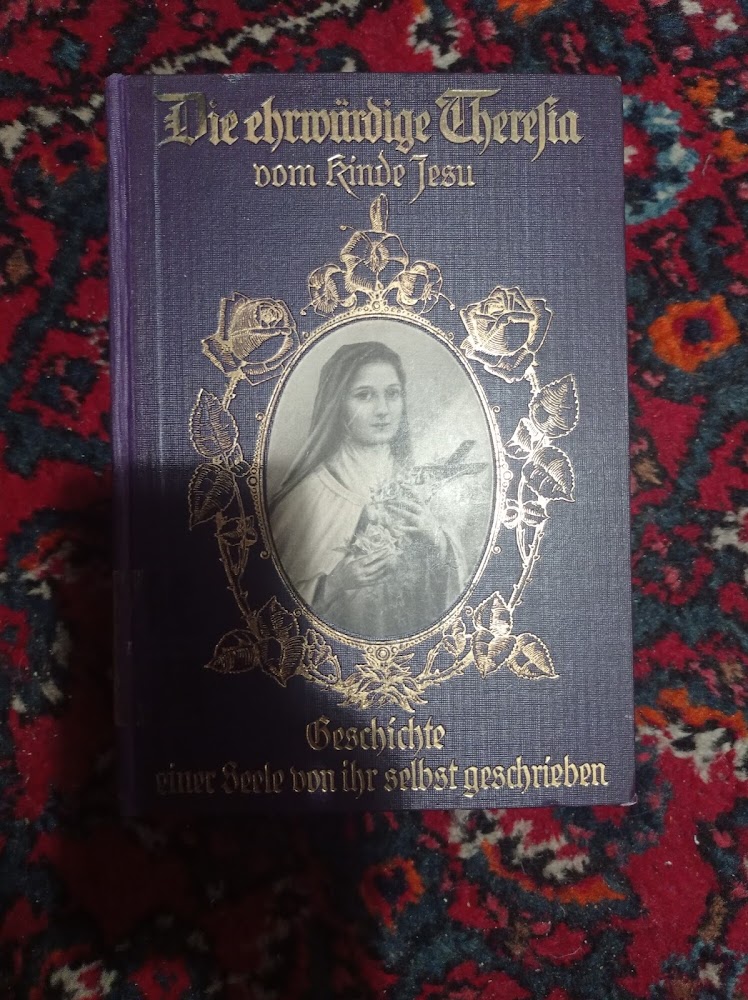 Die ehrwürdige Theresia
vom Kinde Jesu
Geschichte
einer Seele von ihr selbst geschrieben